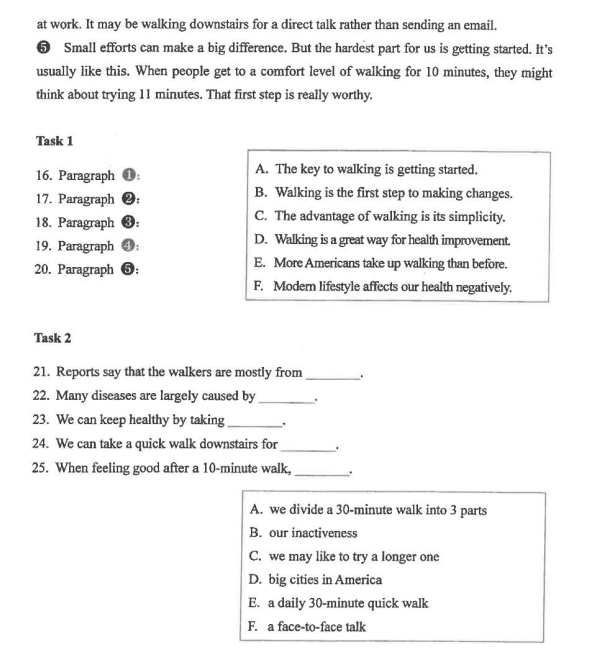 at work. It may be walking downstairs for a direct talk rather than sending an email.
❺ Small efforts can make a big difference. But the hardest part for us is getting started. It's
usually like this. When people get to a comfort level of walking for 10 minutes, they might
think about trying 11 minutes. That first step is really worthy.
Task 1
16. Paragraph ❶:
17. Paragraph ❷:
18. Paragraph ❸:
19. Paragraph ❹:
20. Paragraph ❺:
A. The key to walking is getting started.
B. Walking is the first step to making changes.
C. The advantage of walking is its simplicity.
D. Walking is a great way for health improvement.
E. More Americans take up walking than before.
F. Modern lifestyle affects our health negatively.
Task 2
21. Reports say that the walkers are mostly from ________.
22. Many diseases are largely caused by ________.
23. We can keep healthy by taking ________.
24. We can take a quick walk downstairs for ________.
25. When feeling good after a 10-minute walk, ________.
A. we divide a 30-minute walk into 3 parts
B. our inactiveness
C. we may like to try a longer one
D. big cities in America
E. a daily 30-minute quick walk
F. a face-to-face talk